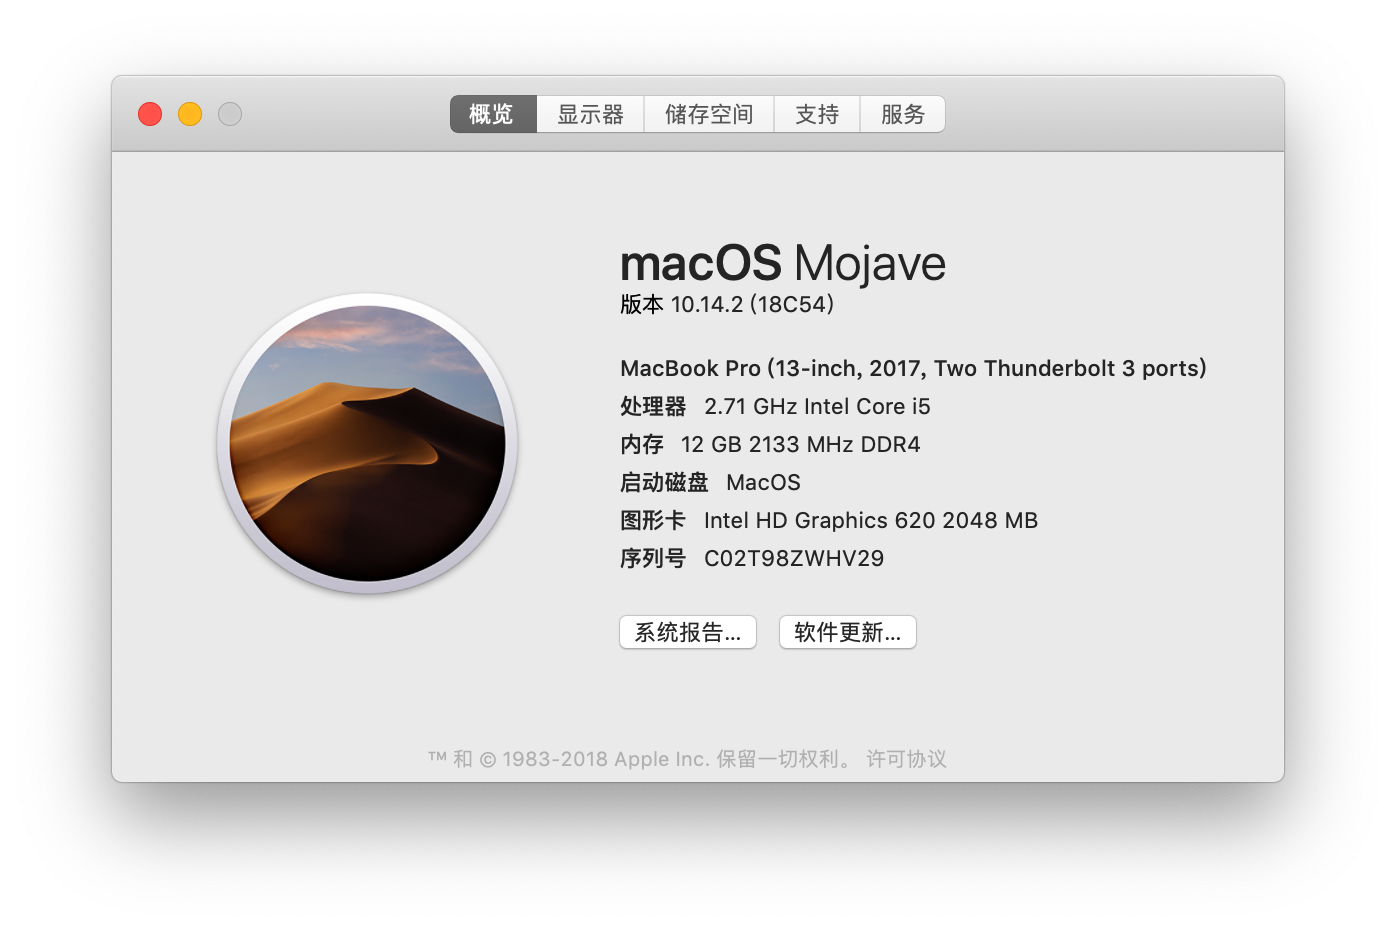 概览 显示器 储存空间 支持 服务
macOS Mojave
版本 10.14.2 (18C54)
MacBook Pro (13-inch, 2017, Two Thunderbolt 3 ports)
处理器 2.71 GHz Intel Core i5
内存 12 GB 2133 MHz DDR4
启动磁盘 MacOS
图形卡 Intel HD Graphics 620 2048 MB
序列号 C02T98ZWHV29
系统报告... 软件更新...
™ 和 © 1983-2018 Apple Inc. 保留一切权利。 许可协议